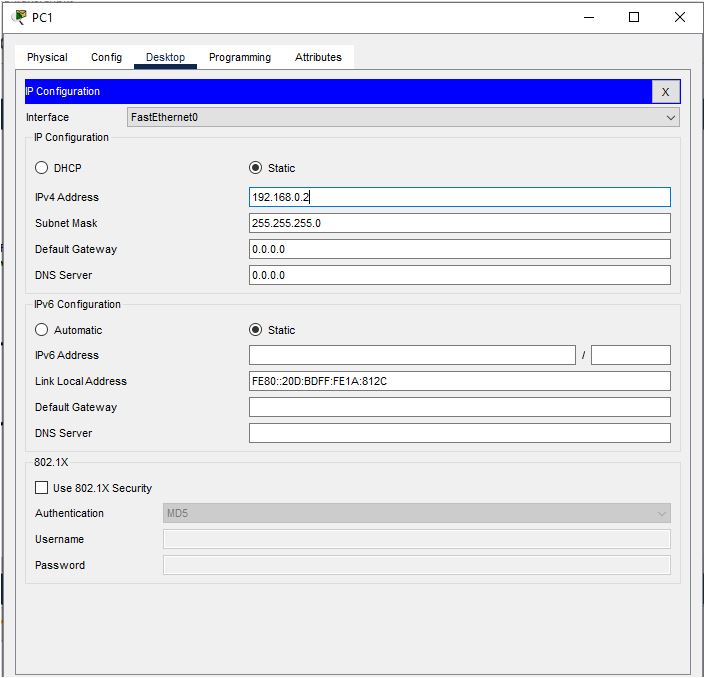 PC1
Physical Config Desktop Programming Attributes
IP Configuration X
Interface FastEthernet0
IP Configuration
DHCP Static
IPv4 Address 192.168.0.2
Subnet Mask 255.255.255.0
Default Gateway 0.0.0.0
DNS Server 0.0.0.0
IPv6 Configuration
Automatic Static
IPv6 Address /
Link Local Address FE80::20D:BDFF:FE1A:812C
Default Gateway
DNS Server
802.1X
Use 802.1X Security
Authentication MD5
Username
Password